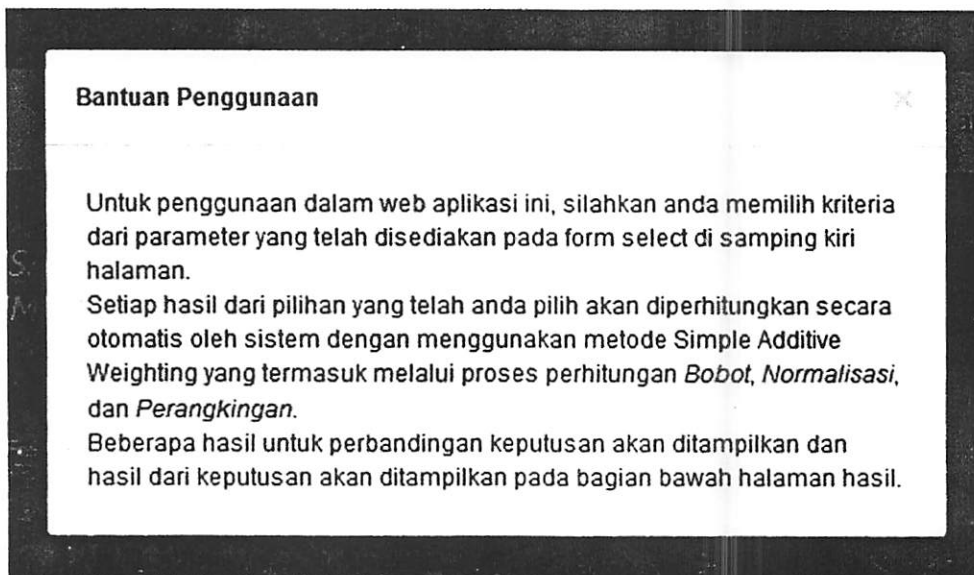 Bantuan Penggunaan
Untuk penggunaan dalam web aplikasi ini, silahkan anda memilih kriteria
dari parameter yang telah disediakan pada form select di samping kiri
halaman.
Setiap hasil dari pilihan yang telah anda pilih akan diperhitungkan secara
otomatis oleh sistem dengan menggunakan metode Simple Additive
Weighting yang termasuk melalui proses perhitungan Bobot, Normalisasi,
dan Perangkingan.
Beberapa hasil untuk perbandingan keputusan akan ditampilkan dan
hasil dari keputusan akan ditampilkan pada bagian bawah halaman hasil.